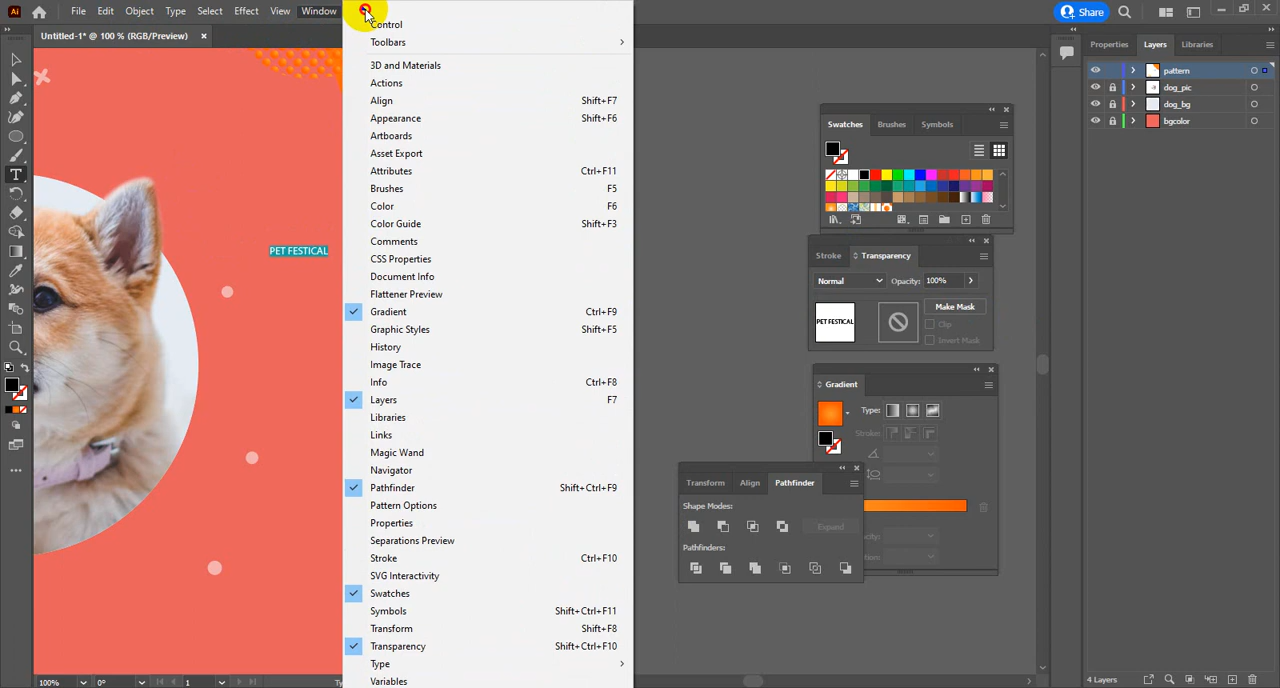 Ai File Edit Object Type Select Effect View Window Share
Untitled-1* @ 100 % (RGB/Preview) ×
Control
Toolbars
3D and Materials
Actions
Align Shift+F7
Appearance Shift+F6
Artboards
Asset Export
Attributes Ctrl+F11
Brushes F5
Color F6
Color Guide Shift+F3
Comments
CSS Properties
Document Info
Flattener Preview
Gradient Ctrl+F9
Graphic Styles Shift+F5
History
Image Trace
Info Ctrl+F8
Layers F7
Libraries
Links
Magic Wand
Navigator
Pathfinder Shift+Ctrl+F9
Pattern Options
Properties
Separations Preview
Stroke Ctrl+F10
SVG Interactivity
Swatches
Symbols Shift+Ctrl+F11
Transform Shift+F8
Transparency Shift+Ctrl+F10
Type
Variables
PET FESTICAL
Swatches Brushes Symbols
Stroke Transparency
Normal Opacity: 100%
PET FESTICAL
Make Mask
Clip
Invert Mask
Gradient
Type:
Stroke:
Transform Align Pathfinder
Shape Modes:
Expand
Pathfinders:
Properties Layers Libraries
pattern
dog_pic
dog_bg
bgcolor
4 Layers
100% 0° 1